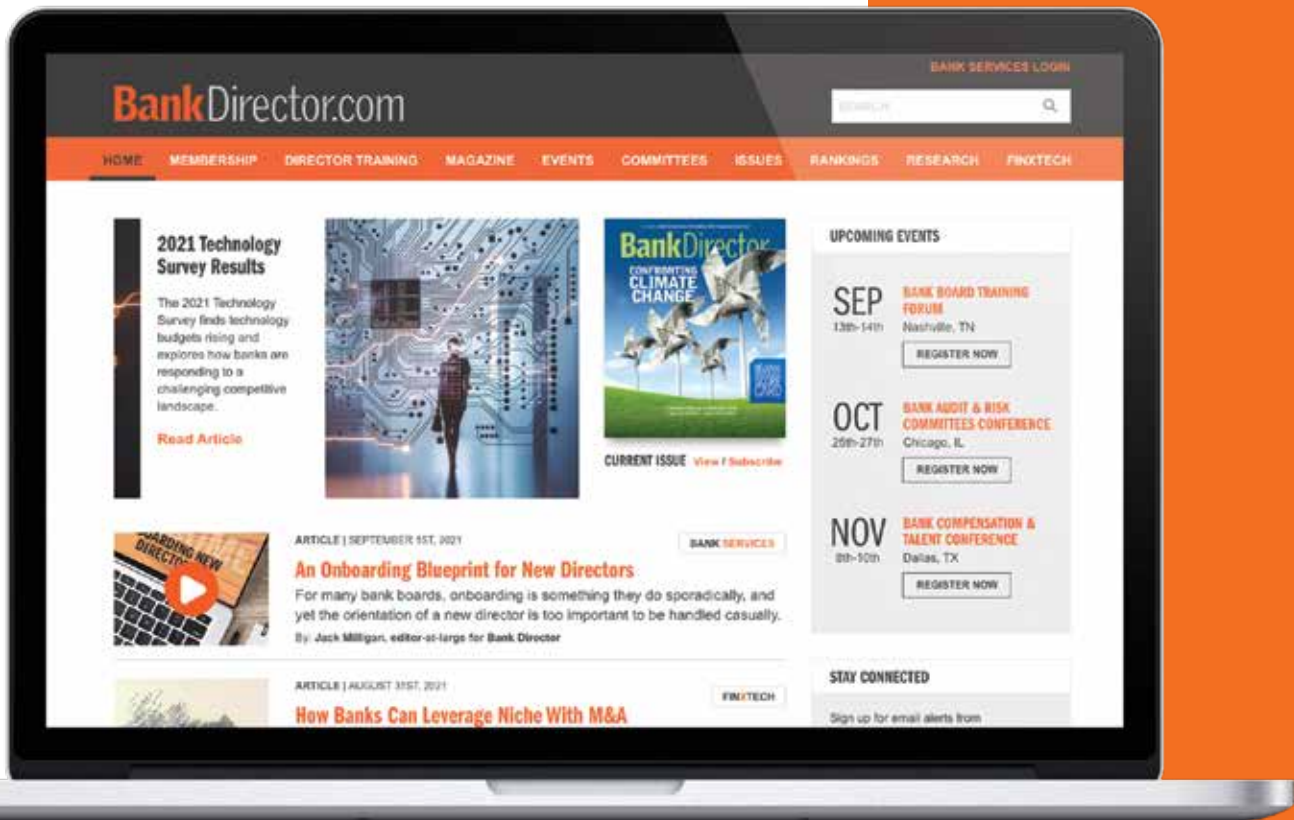 BANK SERVICES LOGIN
BankDirector.com
SEARCH
HOME MEMBERSHIP DIRECTOR TRAINING MAGAZINE EVENTS COMMITTEES ISSUES RANKINGS RESEARCH FINXTECH
2021 Technology
Survey Results
The 2021 Technology
Survey finds technology
budgets rising and
explores how banks are
responding to a
challenging competitive
landscape.
Read Article
BankDirector
CONFRONTING
CLIMATE
CHANGE
CURRENT ISSUE View / Subscribe
UPCOMING EVENTS
SEP
13th-14th
BANK BOARD TRAINING
FORUM
Nashville, TN
REGISTER NOW
OCT
25th-27th
BANK AUDIT & RISK
COMMITTEES CONFERENCE
Chicago, IL
REGISTER NOW
NOV
8th-10th
BANK COMPENSATION &
TALENT CONFERENCE
Dallas, TX
REGISTER NOW
ARTICLE | SEPTEMBER 1ST, 2021
BANK SERVICES
An Onboarding Blueprint for New Directors
For many bank boards, onboarding is something they do sporadically, and
yet the orientation of a new director is too important to be handled casually.
By: Jack Milligan, editor-at-large for Bank Director
ARTICLE | AUGUST 31ST, 2021
FINXTECH
How Banks Can Leverage Niche With M&A
STAY CONNECTED
Sign up for email alerts from